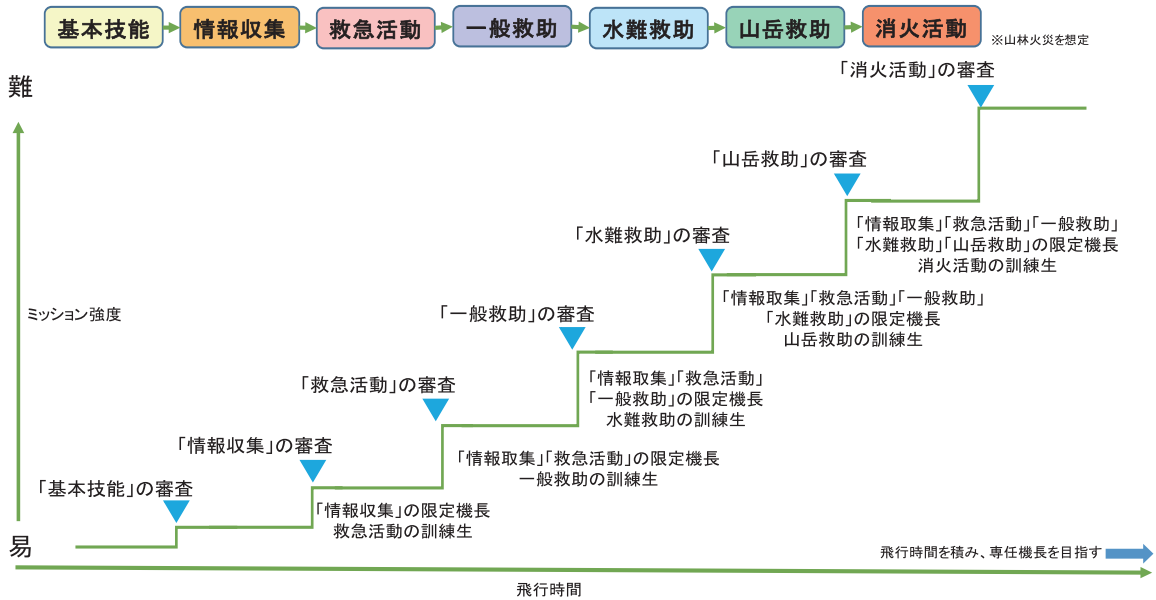 基本技能
情報収集
救急活動
一般救助
水難救助
山岳救助
消火活動
※山林火災を想定
難
「消火活動」の審査
「山岳救助」の審査
「情報取集」「救急活動」「一般救助」
「水難救助」「山岳救助」の限定機長
消火活動の訓練生
「水難救助」の審査
「情報取集」「救急活動」「一般救助」
「水難救助」の限定機長
山岳救助の訓練生
ミッション強度
「一般救助」の審査
「情報取集」「救急活動」
「一般救助」の限定機長
水難救助の訓練生
「救急活動」の審査
「情報取集」「救急活動」の限定機長
一般救助の訓練生
「情報収集」の審査
「情報収集」の限定機長
救急活動の訓練生
「基本技能」の審査
易
飛行時間を積み、専任機長を目指す
飛行時間